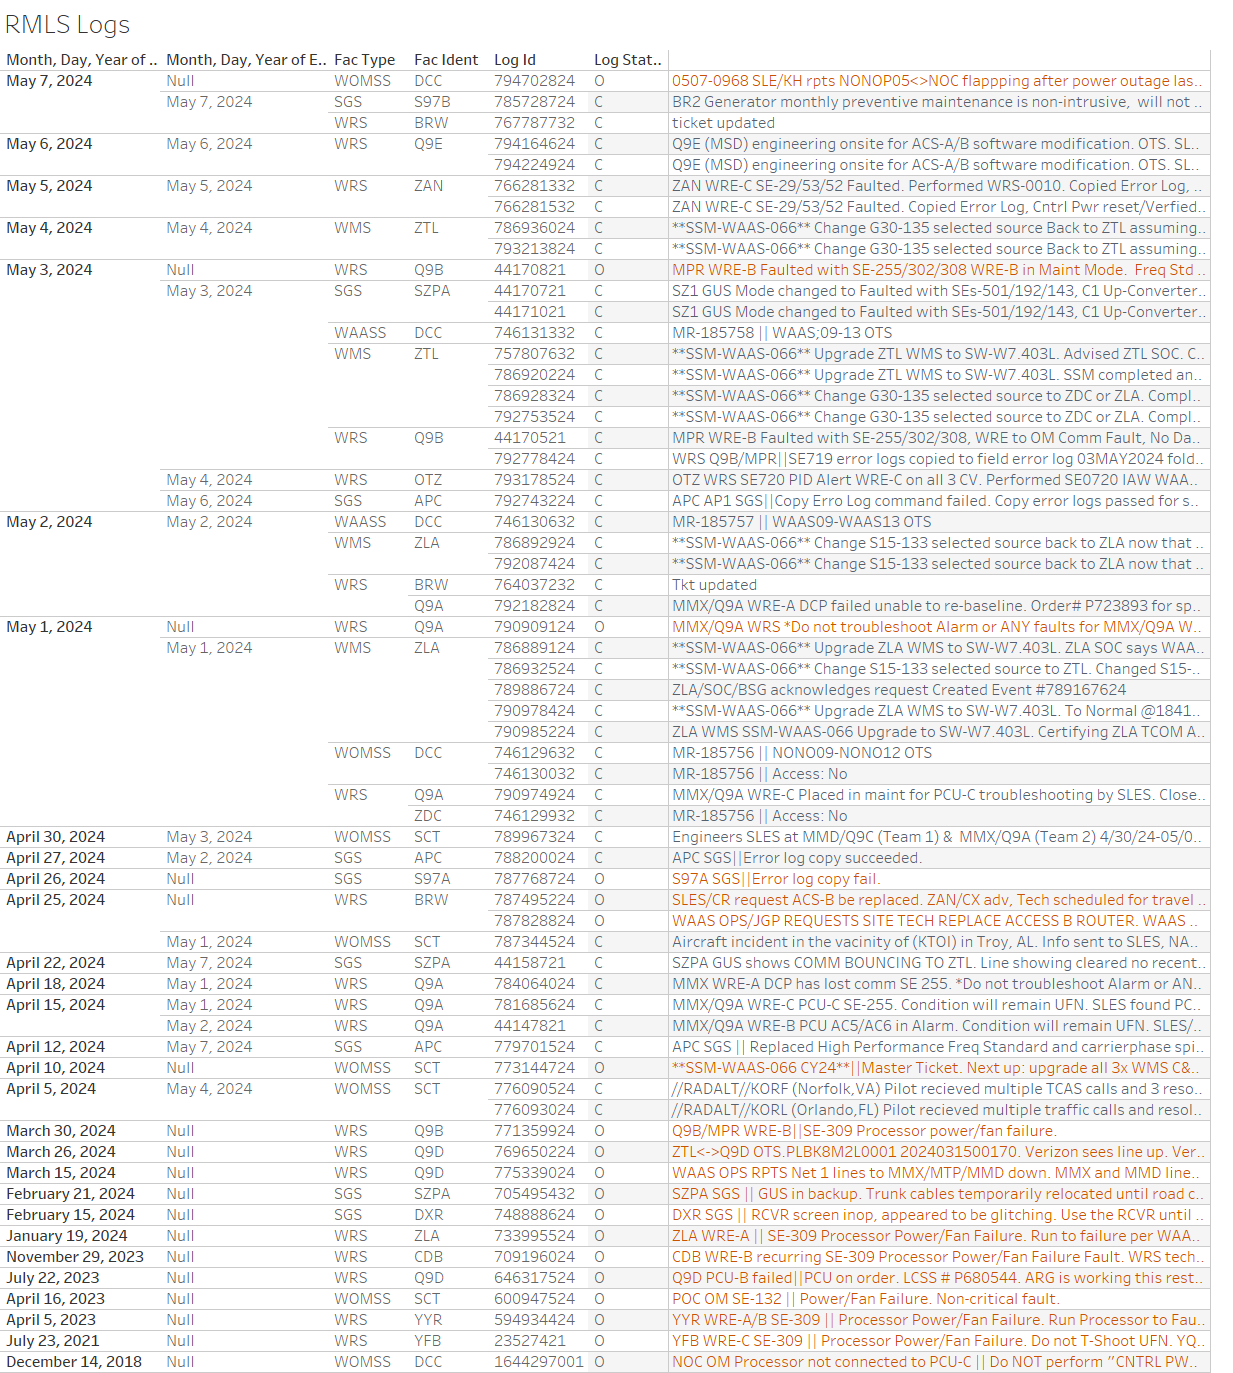 RMLS Logs
Month, Day, Year of .. Month, Day, Year of E.. Fac Type Fac Ident Log Id Log Stat..
May 7, 2024 Null WOMSS DCC 794702824 O 0507-0968 SLE/KH rpts NONOP05<>NOC flappping after power outage las..
May 7, 2024 SGS S97B 785728724 C BR2 Generator monthly preventive maintenance is non-intrusive, will not ..
WRS BRW 767787732 C ticket updated
May 6, 2024 May 6, 2024 WRS Q9E 794164624 C Q9E (MSD) engineering onsite for ACS-A/B software modification. OTS. SL..
794224924 C Q9E (MSD) engineering onsite for ACS-A/B software modification. OTS. SL..
May 5, 2024 May 5, 2024 WRS ZAN 766281332 C ZAN WRE-C SE-29/53/52 Faulted. Performed WRS-0010. Copied Error Log, ..
766281532 C ZAN WRE-C SE-29/53/52 Faulted. Copied Error Log, Cntrl Pwr reset/Verfied..
May 4, 2024 May 4, 2024 WMS ZTL 786936024 C **SSM-WAAS-066** Change G30-135 selected source Back to ZTL assuming..
793213824 C **SSM-WAAS-066** Change G30-135 selected source Back to ZTL assuming..
May 3, 2024 Null WRS Q9B 44170821 O MPR WRE-B Faulted with SE-255/302/308 WRE-B in Maint Mode. Freq Std ..
May 3, 2024 SGS SZPA 44170721 C SZ1 GUS Mode changed to Faulted with SEs-501/192/143, C1 Up-Converter..
44171021 C SZ1 GUS Mode changed to Faulted with SEs-501/192/143, C1 Up-Converter..
WAASS DCC 746131332 C MR-185758 || WAAS;09-13 OTS
WMS ZTL 757807632 C **SSM-WAAS-066** Upgrade ZTL WMS to SW-W7.403L. Advised ZTL SOC. C..
786920224 C **SSM-WAAS-066** Upgrade ZTL WMS to SW-W7.403L. SSM completed an..
786928324 C **SSM-WAAS-066** Change G30-135 selected source to ZDC or ZLA. Compl..
792753524 C **SSM-WAAS-066** Change G30-135 selected source to ZDC or ZLA. Compl..
WRS Q9B 44170521 C MPR WRE-B Faulted with SE-255/302/308, WRE to OM Comm Fault, No Da..
792778424 C WRS Q9B/MPR||SE719 error logs copied to field error log 03MAY2024 fold..
May 4, 2024 WRS OTZ 793178524 C OTZ WRS SE720 PID Alert WRE-C on all 3 CV. Performed SE0720 IAW WAA..
May 6, 2024 SGS APC 792743224 C APC AP1 SGS||Copy Erro Log command failed. Copy error logs passed for s..
May 2, 2024 May 2, 2024 WAASS DCC 746130632 C MR-185757 || WAAS09-WAAS13 OTS
WMS ZLA 786892924 C **SSM-WAAS-066** Change S15-133 selected source back to ZLA now that ..
792087424 C **SSM-WAAS-066** Change S15-133 selected source back to ZLA now that ..
WRS BRW 764037232 C Tkt updated
Q9A 792182824 C MMX/Q9A WRE-A DCP failed unable to re-baseline. Order# P723893 for sp..
May 1, 2024 Null WRS Q9A 790909124 O MMX/Q9A WRS *Do not troubleshoot Alarm or ANY faults for MMX/Q9A W..
May 1, 2024 WMS ZLA 786889124 C **SSM-WAAS-066** Upgrade ZLA WMS to SW-W7.403L. ZLA SOC says WAA..
786932524 C **SSM-WAAS-066** Change S15-133 selected source to ZTL. Changed S15-..
789886724 C ZLA/SOC/BSG acknowledges request Created Event #789167624
790978424 C **SSM-WAAS-066** Upgrade ZLA WMS to SW-W7.403L. To Normal @1841..
790985224 C ZLA WMS SSM-WAAS-066 Upgrade to SW-W7.403L. Certifying ZLA TCOM A..
WOMSS DCC 746129632 C MR-185756 || NONO09-NONO12 OTS
746130032 C MR-185756 || Access: No
WRS Q9A 790974324 C MMX/Q9A WRE-C Placed in maint for PCU-C troubleshooting by SLES. Close..
ZDC 746129932 C MR-185756 || Access: No
April 30, 2024 May 3, 2024 WOMSS SCT 789967324 C Engineers SLES at MMD/Q9C (Team 1) & MMX/Q9A (Team 2) 4/30/24-05/0..
April 27, 2024 May 2, 2024 SGS APC 788200024 C APC SGS||Error log copy succeeded.
April 26, 2024 Null SGS S97A 787768724 O S97A SGS||Error log copy fail.
April 25, 2024 Null WRS BRW 787495224 O SLES/CR request ACS-B be replaced. ZAN/CX adv, Tech scheduled for travel ..
787828824 O WAAS OPS/JGP REQUESTS SITE TECH REPLACE ACCESS B ROUTER. WAAS ..
May 1, 2024 WOMSS SCT 787344524 C Aircraft incident in the vacinity of (KTOI) in Troy, AL. Info sent to SLES, NA..
April 22, 2024 May 7, 2024 SGS SZPA 44158721 C SZPA GUS shows COMM BOUNCING TO ZTL. Line showing cleared no recent..
April 18, 2024 May 1, 2024 WRS Q9A 784064024 C MMX WRE-A DCP has lost comm SE 255. *Do not troubleshoot Alarm or AN..
April 15, 2024 May 1, 2024 WRS Q9A 781685624 C MMX/Q9A WRE-C PCU-C SE-255. Condition will remain UFN. SLES found PC..
May 2, 2024 WRS Q9A 44147821 C MMX/Q9A WRE-B PCU AC5/AC6 in Alarm. Condition will remain UFN. SLES/..
April 12, 2024 May 7, 2024 SGS APC 779701524 C APC SGS || Replaced High Performance Freq Standard and carrierphase spi..
April 10, 2024 Null WOMSS SCT 773144724 O **SSM-WAAS-066 CY24**||Master Ticket. Next up: upgrade all 3x WMS C&..
April 5, 2024 May 4, 2024 WOMSS SCT 776090524 C //RADALT//KORF (Norfolk,VA) Pilot recieved multiple TCAS calls and 3 reso..
776093024 C //RADALT//KORL (Orlando,FL) Pilot recieved multiple traffic calls and resol..
March 30, 2024 Null WRS Q9B 771359924 O Q9B/MPR WRE-B||SE-309 Processor power/fan failure.
March 26, 2024 Null WRS Q9D 769650224 O ZTL<->Q9D OTS.PLBK8M2L0001 2024031500170. Verizon sees line up. Ver..
March 15, 2024 Null WRS Q9D 775339024 O WAAS OPS RPTS Net 1 lines to MMX/MTP/MMD down. MMX and MMD line..
February 21, 2024 Null SGS SZPA 705495432 O SZPA SGS || GUS in backup. Trunk cables temporarily relocated until road c..
February 15, 2024 Null SGS DXR 748888624 O DXR SGS || RCVR screen inop, appeared to be glitching. Use the RCVR until ..
January 19, 2024 Null WRS ZLA 733995524 O ZLA WRE-A || SE-309 Processor Power/Fan Failure. Run to failure per WAA..
November 29, 2023 Null WRS CDB 709196024 O CDB WRE-B recurring SE-309 Processor Power/Fan Failure Fault. WRS tech..
July 22, 2023 Null WRS Q9D 646317524 O Q9D PCU-B failed||PCU on order. LCSS # P680544. ARG is working this rest..
April 16, 2023 Null WOMSS SCT 600947524 O POC OM SE-132 || Power/Fan Failure. Non-critical fault.
April 5, 2023 Null WRS YYR 594934424 O YYR WRE-A/B SE-309 || Processor Power/Fan Failure. Run Processor to Fau..
July 23, 2021 Null WRS YFB 23527421 O YFB WRE-C SE-309 || Processor Power/Fan Failure. Do not T-Shoot UFN. YQ..
December 14, 2018 Null WOMSS DCC 1644297001 O NOC OM Processor not connected to PCU-C || Do NOT perform "CNTRL PW..